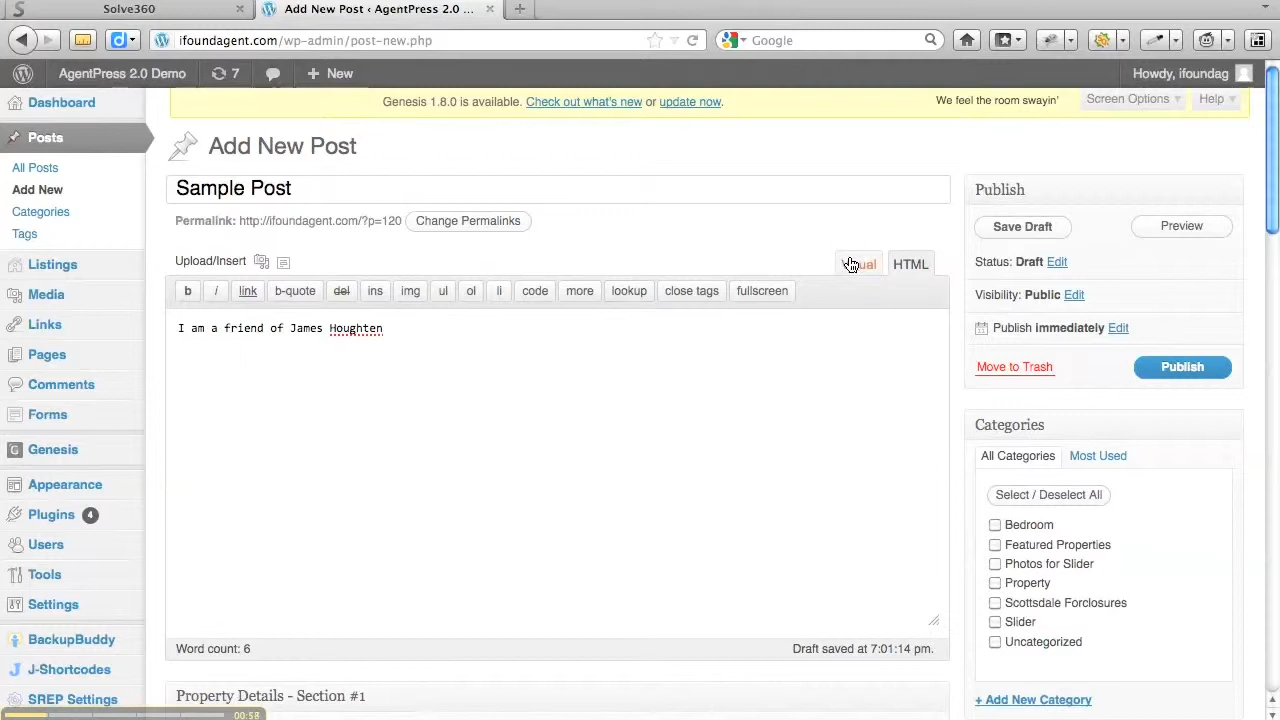 Solve360
Add New Post ‹ AgentPress 2.0 ...
ifoundagent.com/wp-admin/post-new.php
Google
AgentPress 2.0 Demo
7
+ New
Howdy, ifoundag
Genesis 1.8.0 is available. Check out what's new or update now.
We feel the room swayin'
Screen Options
Help
Dashboard
Posts
All Posts
Add New
Categories
Tags
Listings
Media
Links
Pages
Comments
Forms
Genesis
Appearance
Plugins 4
Users
Tools
Settings
BackupBuddy
J-Shortcodes
SREP Settings
00:58
Add New Post
Sample Post
Permalink: http://ifoundagent.com/?p=120 Change Permalinks
Upload/Insert
HTML
b i link b-quote del ins img ul ol li code more lookup close tags fullscreen
I am a friend of James Houghten
Word count: 6
Draft saved at 7:01:14 pm.
Property Details - Section #1
Publish
Save Draft
Preview
Status: Draft Edit
Visibility: Public Edit
Publish immediately Edit
Move to Trash
Publish
Categories
All Categories
Most Used
Select / Deselect All
Bedroom
Featured Properties
Photos for Slider
Property
Scottsdale Forclosures
Slider
Uncategorized
+ Add New Category